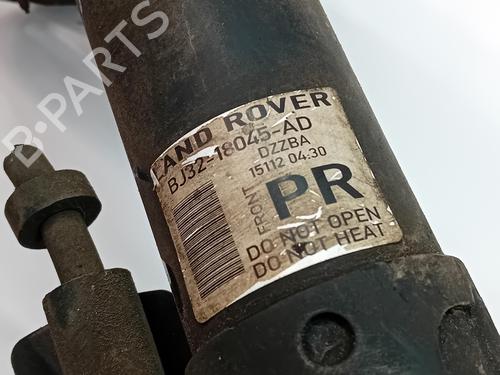 B-PARTS
LAND ROVER
BJ32-18045-AD
DZZBA
15112 04:30
FRONT
PR
DO NOT OPEN
DO NOT HEAT